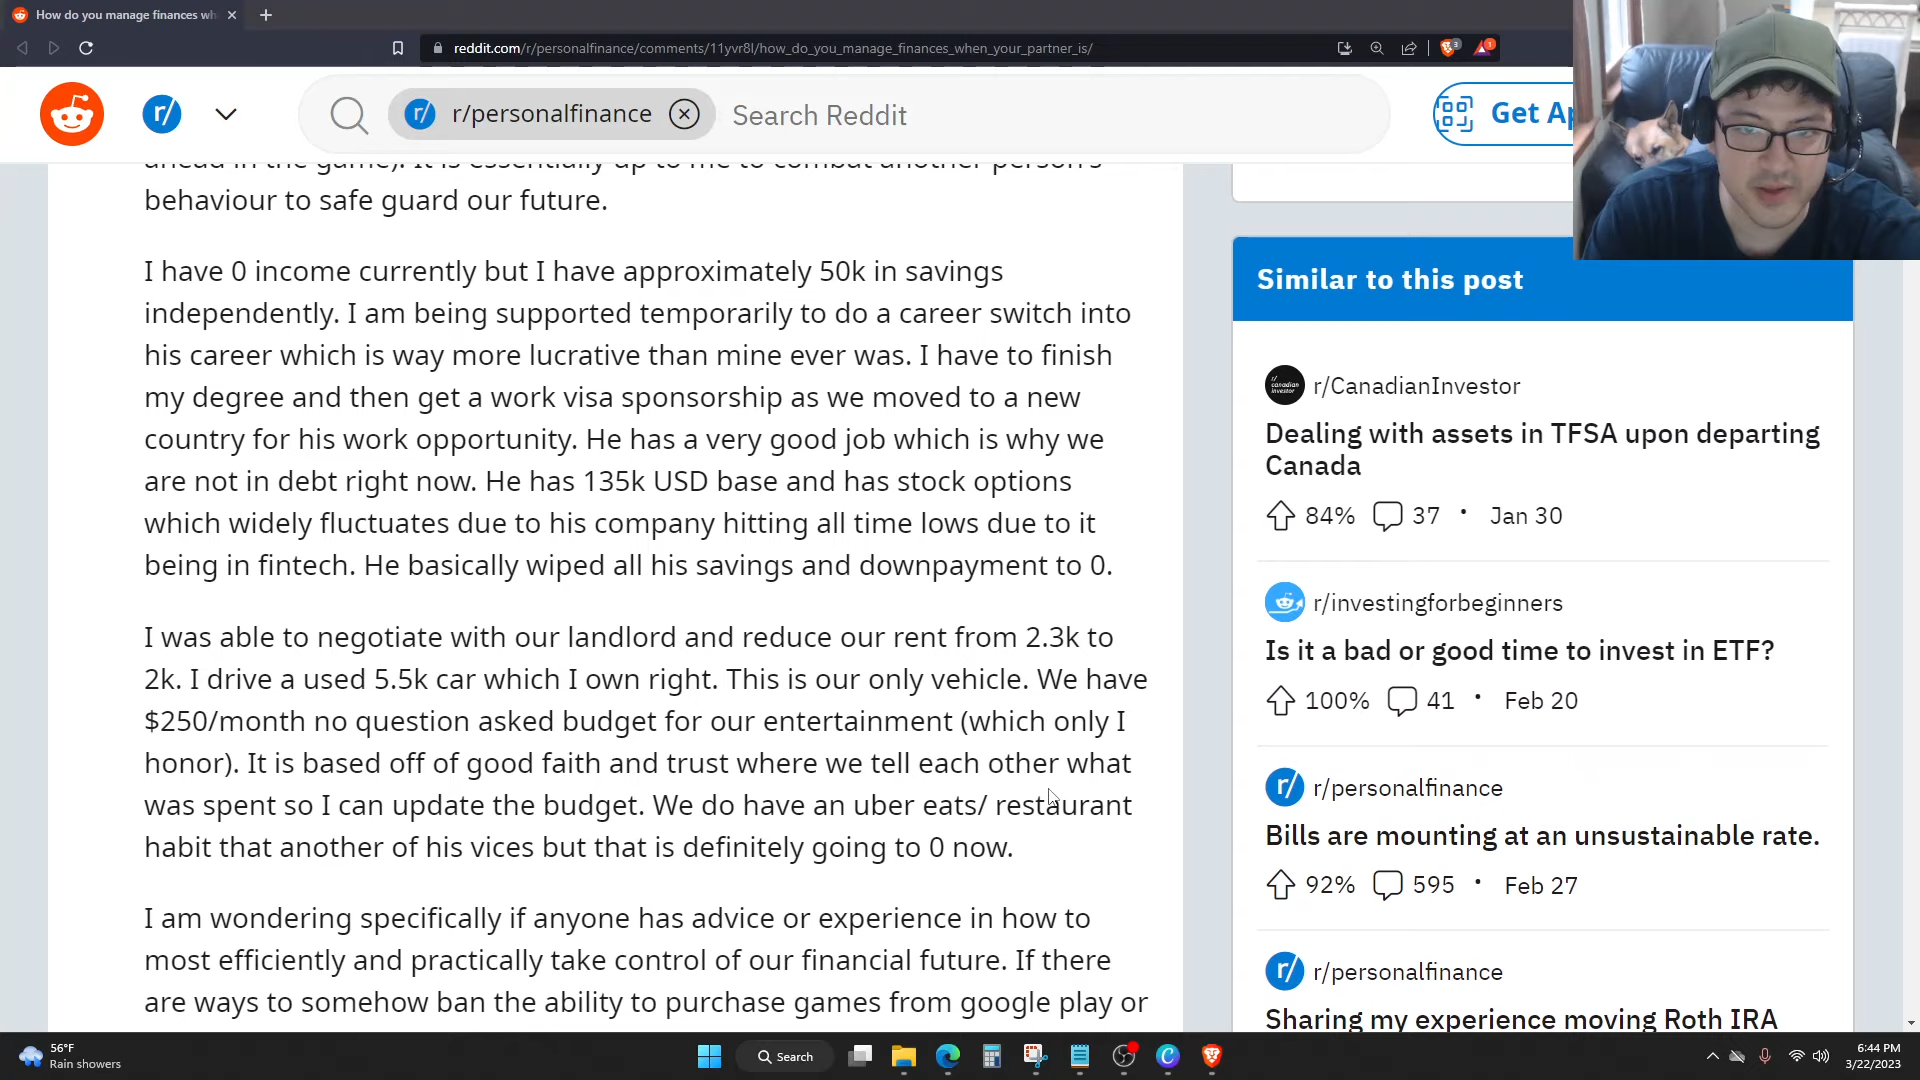 How do you manage finances wh
reddit.com/r/personalfinance/comments/11yvr8l/how_do_you_manage_finances_when_your_partner_is/
r/ r/ r/personalfinance Search Reddit Get Ap
ahead in the game). It is essentially up to me to combat another person's
behaviour to safe guard our future.
I have 0 income currently but I have approximately 50k in savings
independently. I am being supported temporarily to do a career switch into
his career which is way more lucrative than mine ever was. I have to finish
my degree and then get a work visa sponsorship as we moved to a new
country for his work opportunity. He has a very good job which is why we
are not in debt right now. He has 135k USD base and has stock options
which widely fluctuates due to his company hitting all time lows due to it
being in fintech. He basically wiped all his savings and downpayment to 0.
I was able to negotiate with our landlord and reduce our rent from 2.3k to
2k. I drive a used 5.5k car which I own right. This is our only vehicle. We have
$250/month no question asked budget for our entertainment (which only I
honor). It is based off of good faith and trust where we tell each other what
was spent so I can update the budget. We do have an uber eats/ restaurant
habit that another of his vices but that is definitely going to 0 now.
I am wondering specifically if anyone has advice or experience in how to
most efficiently and practically take control of our financial future. If there
are ways to somehow ban the ability to purchase games from google play or
Similar to this post
r/CanadianInvestor
Dealing with assets in TFSA upon departing
Canada
84% 37 • Jan 30
r/investingforbeginners
Is it a bad or good time to invest in ETF?
100% 41 • Feb 20
r/ r/personalfinance
Bills are mounting at an unsustainable rate.
92% 595 • Feb 27
r/ r/personalfinance
Sharing my experience moving Roth IRA
56°F
Rain showers
Search
6:44 PM
3/22/2023